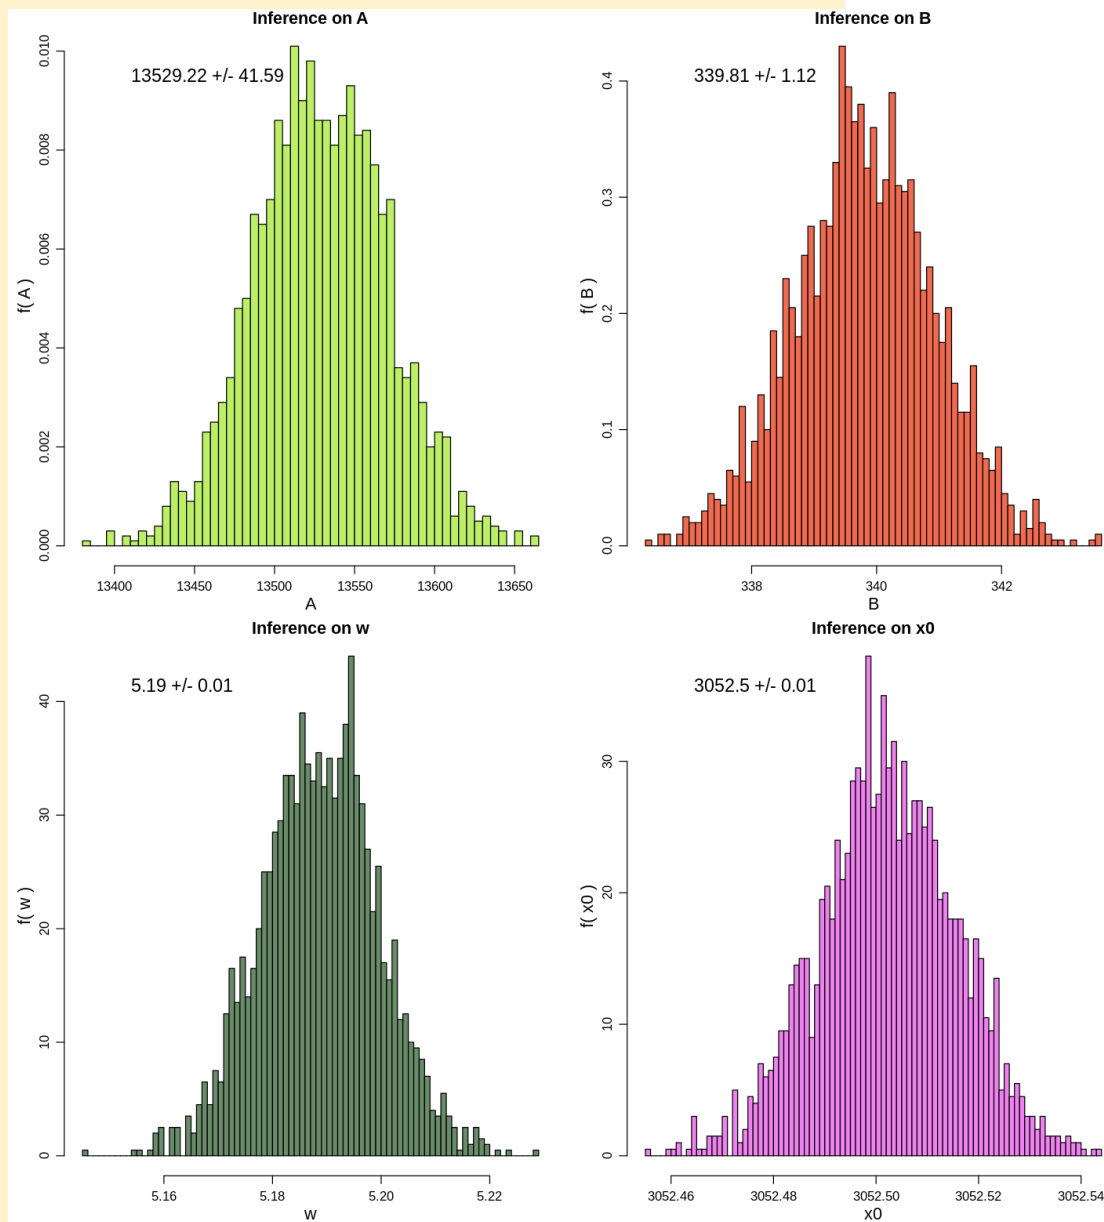 Inference on A
13529.22 +/- 41.59
f( A )
0.010
0.008
0.006
0.004
0.002
0.000
13400 13450 13500 13550 13600 13650
A
Inference on B
339.81 +/- 1.12
f( B )
0.4
0.3
0.2
0.1
0.0
338 340 342
B
Inference on w
5.19 +/- 0.01
f( w )
40
30
20
10
0
5.16 5.18 5.20 5.22
w
Inference on x0
3052.5 +/- 0.01
f( x0 )
30
20
10
0
3052.46 3052.48 3052.50 3052.52 3052.54
x0